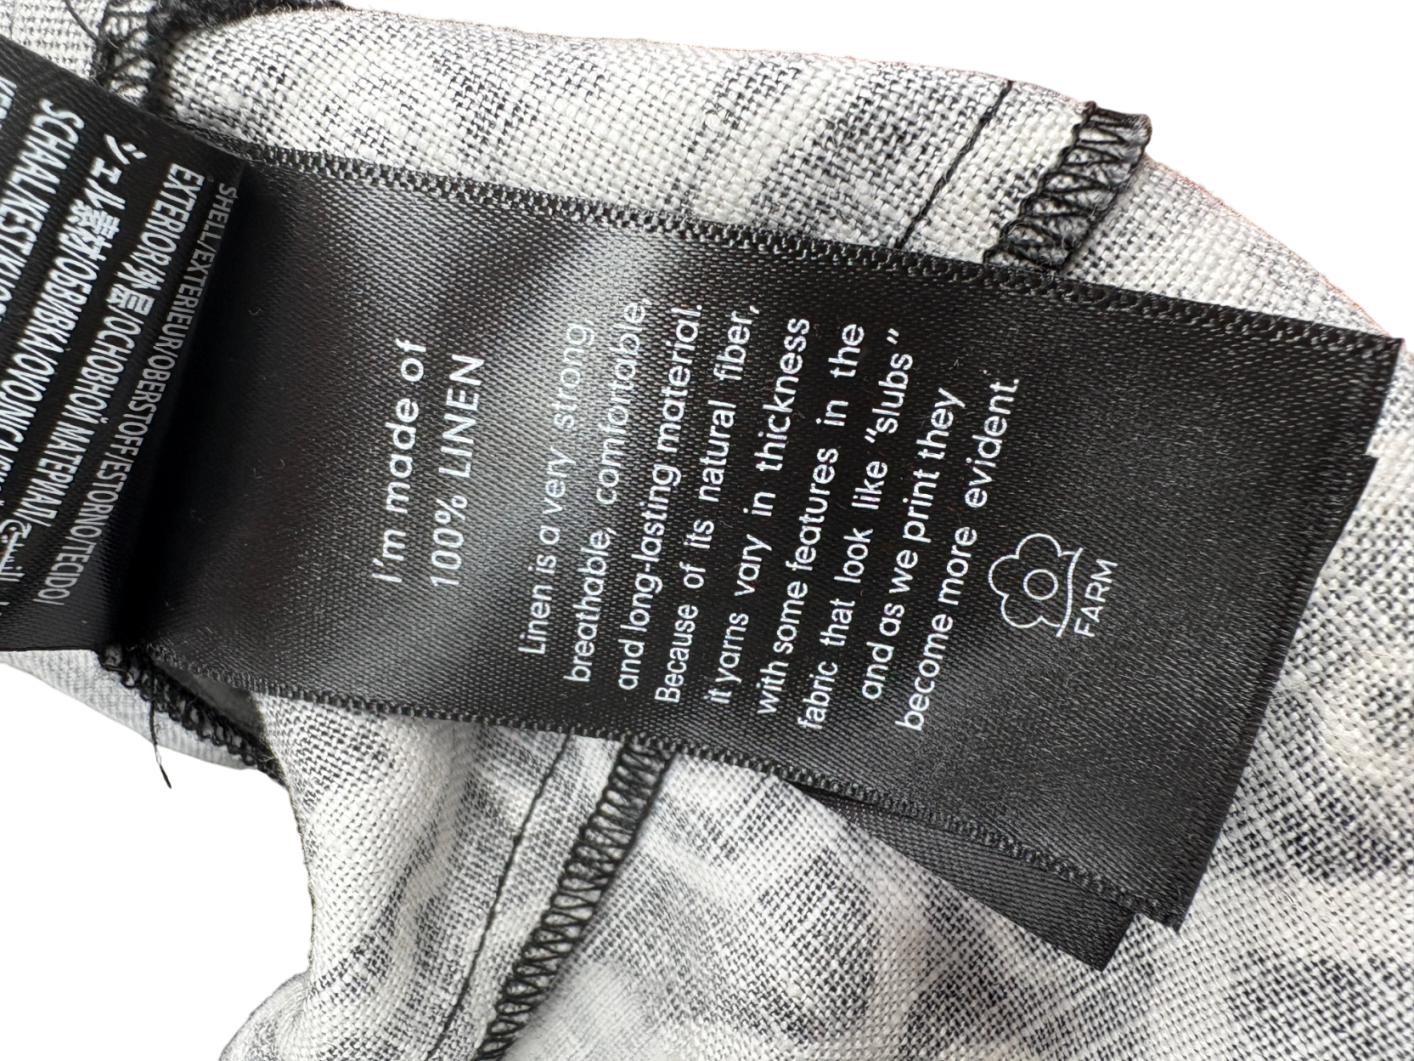 I'm made of
100% LINEN
Linen is a very strong
breathable, comfortable,
and long-lasting material.
Because of its natural fiber,
it yarns vary in thickness
with some features in the
fabric that look like "slubs"
and as we print they
become more evident.
FARM
SHELL/EXTERIEUR/OBERSTOFF/ESTERNO/TECIDO/
EXTERIOR/外层/ОСНОВНОЙ МАТЕРИАЛ/